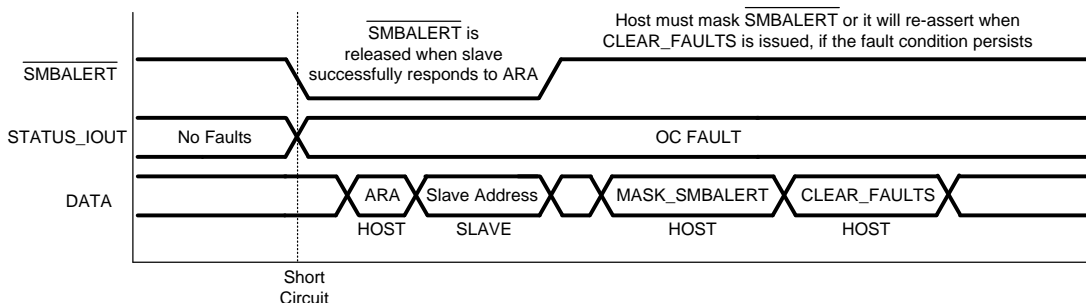 SMBALERT is
released when slave
successfully responds to ARA
Host must mask SMBALERT or it will re-assert when
CLEAR_FAULTS is issued, if the fault condition persists
SMBALERT
STATUS_IOUT
No Faults
OC FAULT
DATA
ARA
Slave Address
MASK_SMBALERT
CLEAR_FAULTS
HOST
SLAVE
HOST
HOST
Short
Circuit